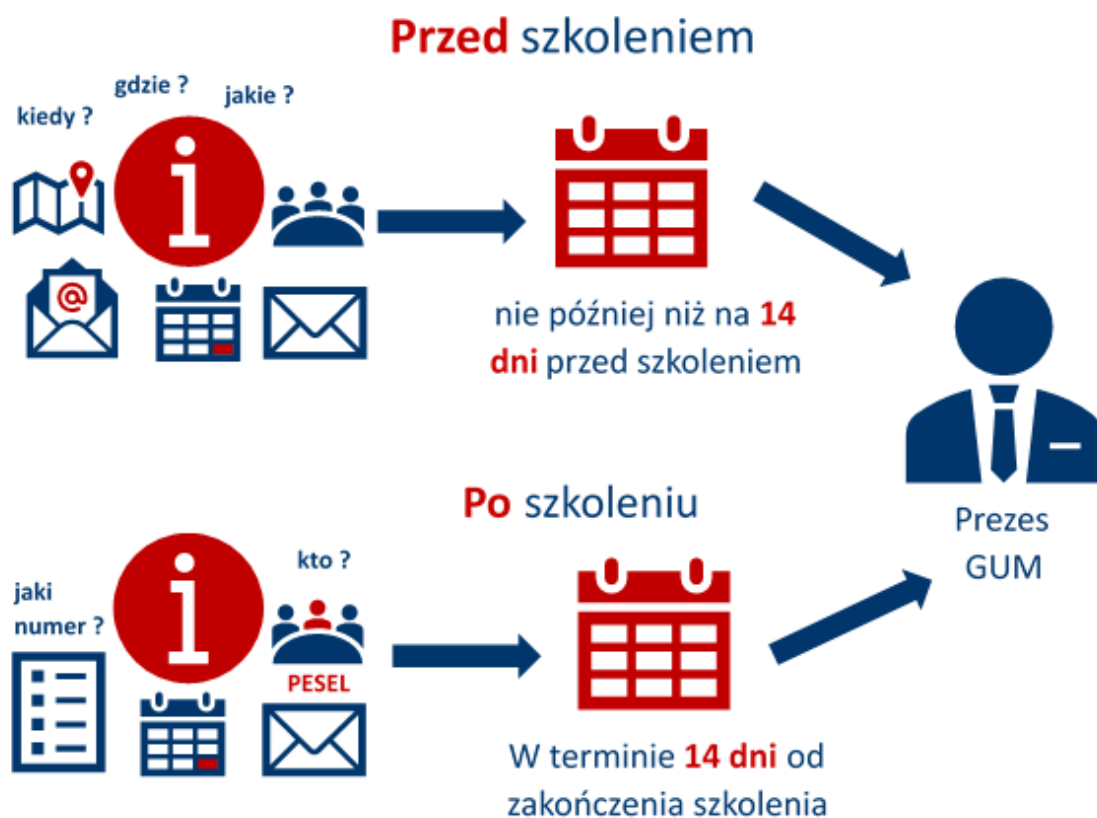 Przed szkoleniem
kiedy ?
gdzie ?
jakie ?
@
nie później niż na 14
dni przed szkoleniem
Prezes
GUM
Po szkoleniu
jaki
numer ?
kto ?
PESEL
W terminie 14 dni od
zakończenia szkolenia